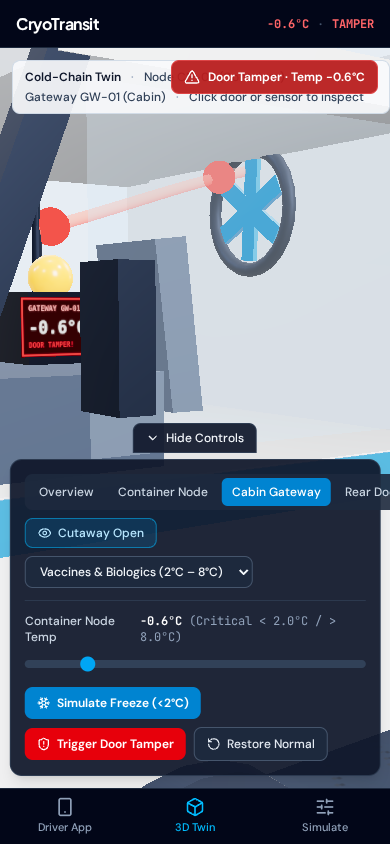 CryoTransit
-0.6°C · TAMPER
Cold-Chain Twin · Node
Door Tamper · Temp -0.6°C
Gateway GW-01 (Cabin) · Click door or sensor to inspect
GATEWAY GW-01
-0.6°
DOOR TAMPER!
Hide Controls
Overview
Container Node
Cabin Gateway
Rear Do
Cutaway Open
Vaccines & Biologics (2°C – 8°C)
Container Node
Temp
-0.6°C (Critical < 2.0°C / >
8.0°C)
Simulate Freeze (<2°C)
Trigger Door Tamper
Restore Normal
Driver App
3D Twin
Simulate